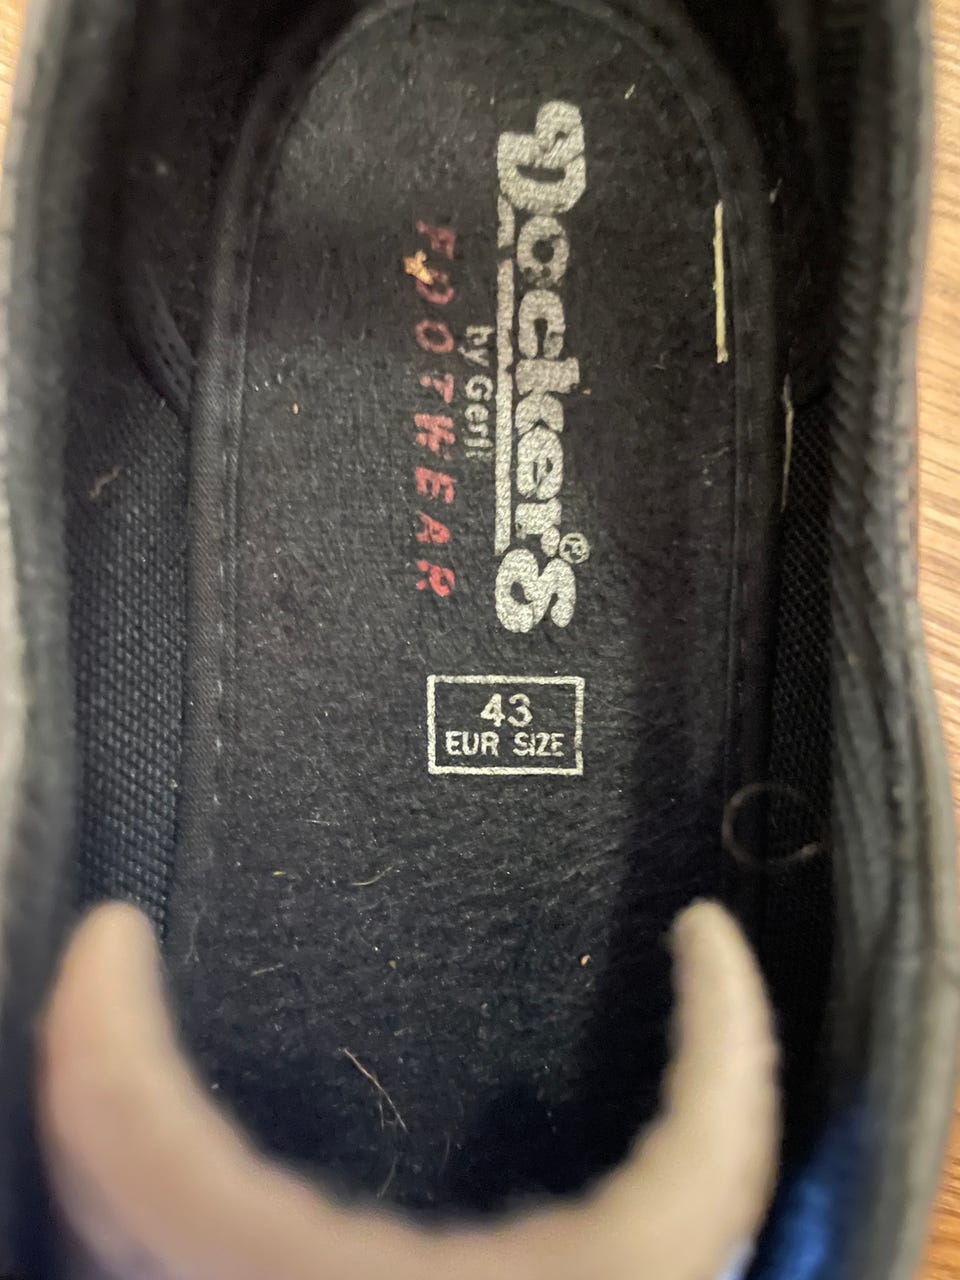 Dockers®
by Gerli
FOOTWEAR
43
EUR SIZE